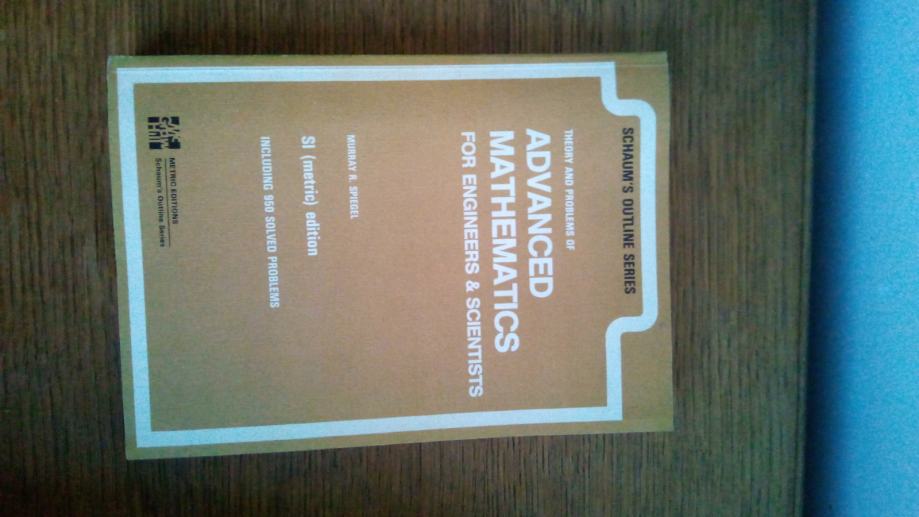 SCHAUM'S OUTLINE SERIES
THEORY AND PROBLEMS OF
ADVANCED
MATHEMATICS
FOR ENGINEERS & SCIENTISTS
MURRAY R. SPIEGEL
SI (metric) edition
INCLUDING 950 SOLVED PROBLEMS
METRIC EDITIONS
Schaum's Outline Series